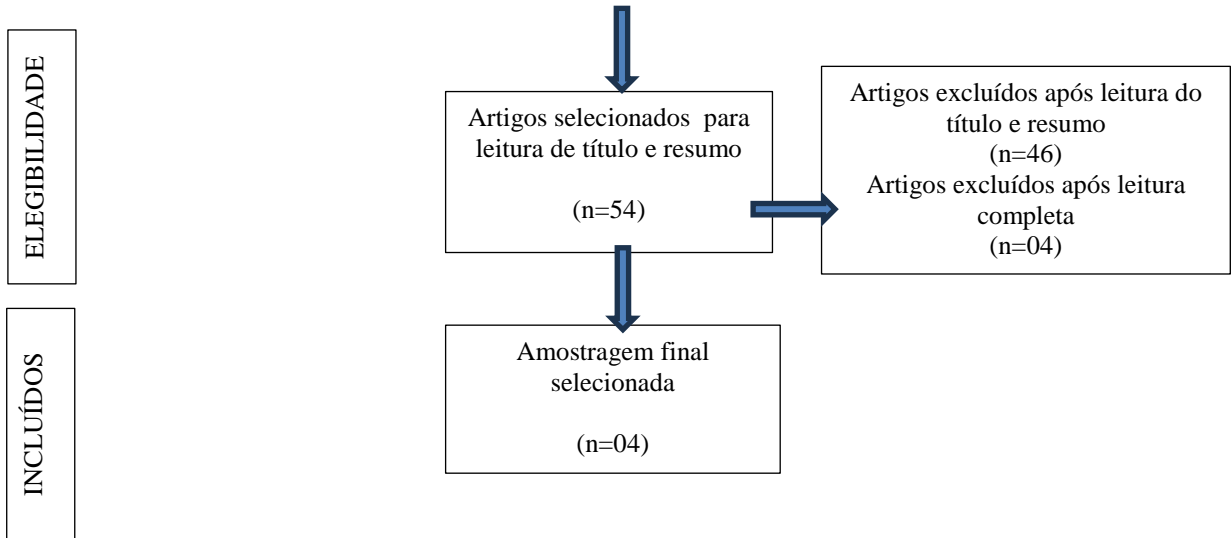 ELEGIBILIDADE
Artigos selecionados para
leitura de título e resumo
(n=54)
Artigos excluídos após leitura do
título e resumo
(n=46)
Artigos excluídos após leitura
completa
(n=04)
INCLUÍDOS
Amostragem final
selecionada
(n=04)